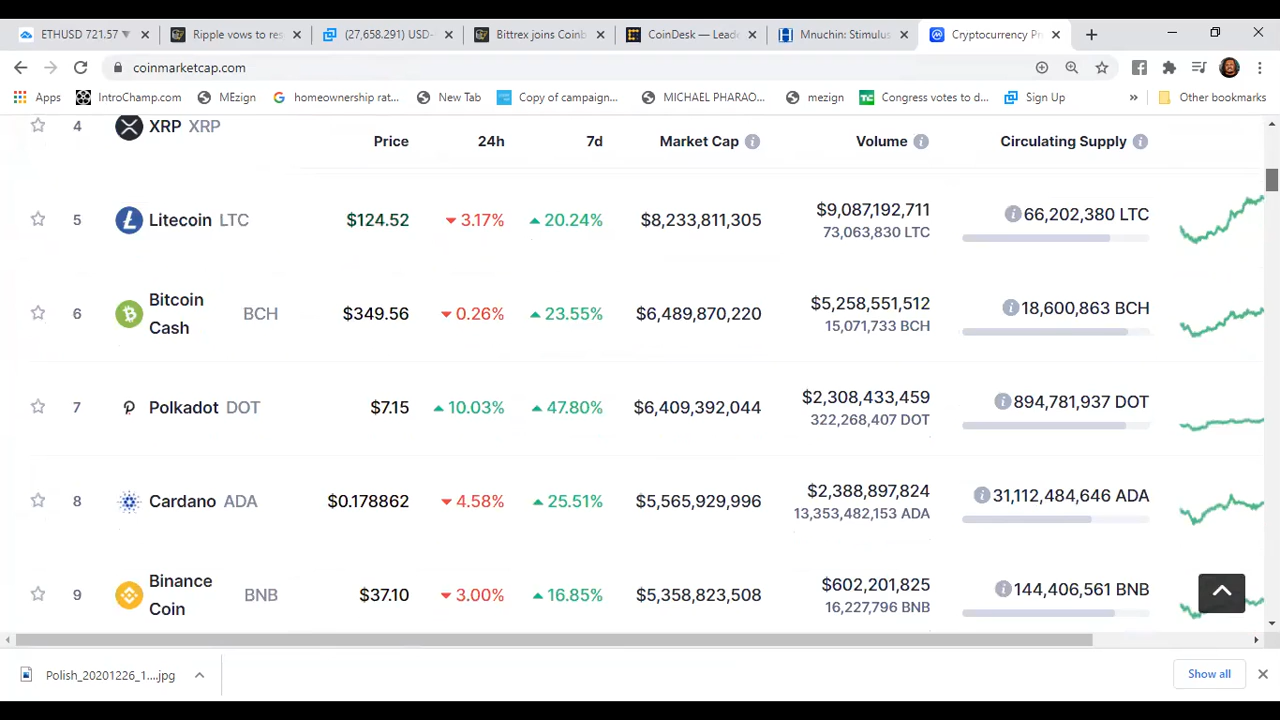 ETHUSD 721.57 ▼
Ripple vows to res
(27,658.291) USD-
Bittrex joins Coinb
CoinDesk — Leade
Mnuchin: Stimulus
Cryptocurrency Pr
coinmarketcap.com
Apps
IntroChamp.com
MEzign
homeownership rat...
New Tab
Copy of campaign...
MICHAEL PHARAO...
mezign
Congress votes to d...
Sign Up
»
Other bookmarks
4 XRP XRP
Price 24h 7d Market Cap Volume Circulating Supply
5 Litecoin LTC $124.52 3.17% 20.24% $8,233,811,305 $9,087,192,711 66,202,380 LTC
73,063,830 LTC
6 Bitcoin Cash BCH $349.56 0.26% 23.55% $6,489,870,220 $5,258,551,512 18,600,863 BCH
15,071,733 BCH
7 Polkadot DOT $7.15 10.03% 47.80% $6,409,392,044 $2,308,433,459 894,781,937 DOT
322,268,407 DOT
8 Cardano ADA $0.178862 4.58% 25.51% $5,565,929,996 $2,388,897,824 31,112,484,646 ADA
13,353,482,153 ADA
9 Binance Coin BNB $37.10 3.00% 16.85% $5,358,823,508 $602,201,825 144,406,561 BNB
16,227,796 BNB
Polish_20201226_1....jpg
Show all